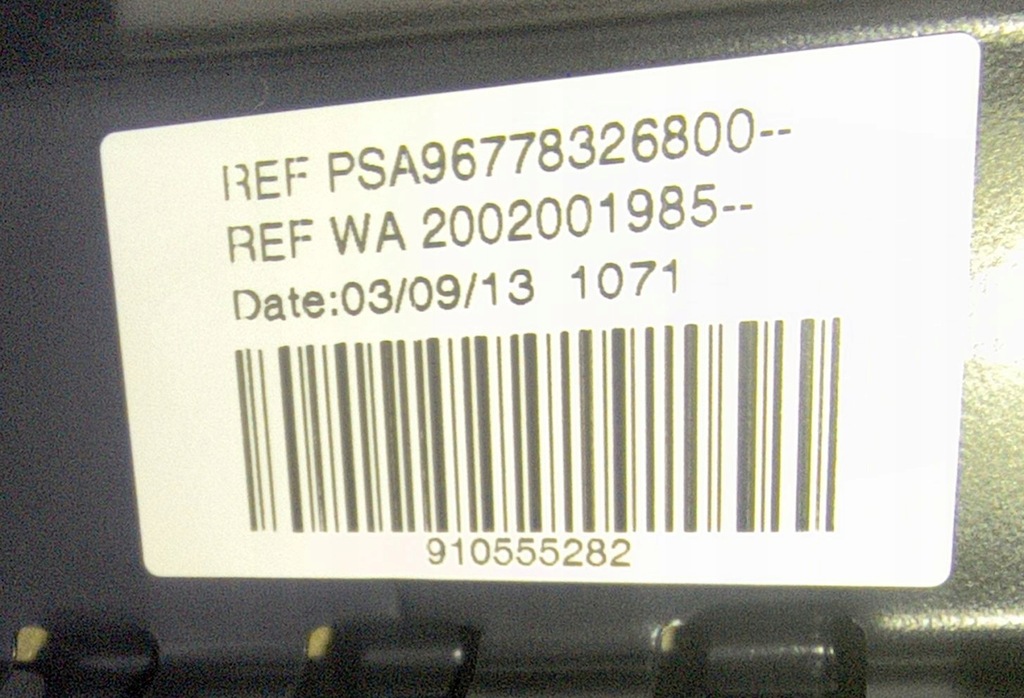 REF PSA96778326800--
REF WA 2002001985--
Date:03/09/13 1071
910555282